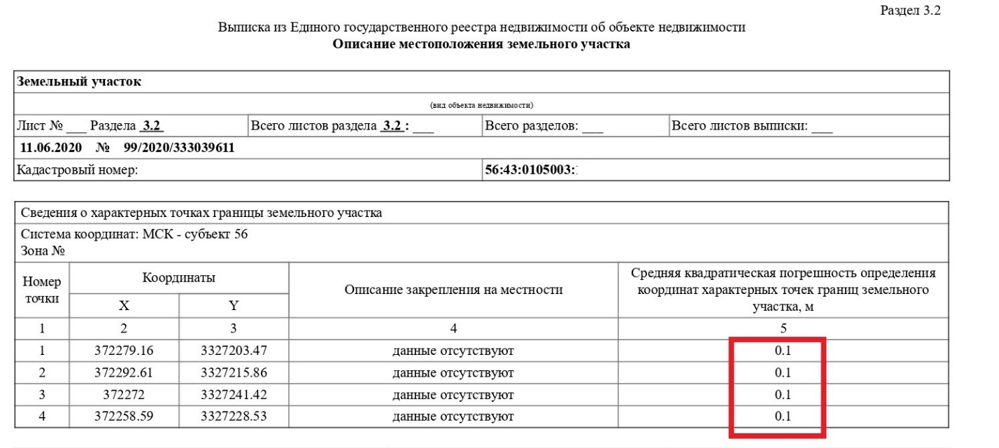 Раздел 3.2
Выписка из Единого государственного реестра недвижимости об объекте недвижимости
Описание местоположения земельного участка
Земельный участок
(вид объекта недвижимости)
Лист № ___ Раздела 3.2 Всего листов раздела 3.2 : ___ Всего разделов: ___ Всего листов выписки: ___
11.06.2020 № 99/2020/333039611
Кадастровый номер: 56:43:0105003:
Сведения о характерных точках границы земельного участка
Система координат: МСК - субъект 56
Зона №
Номер точки
Координаты
X Y
Описание закрепления на местности
Средняя квадратическая погрешность определения
координат характерных точек границ земельного
участка, м
1 2 3 4 5
1 372279.16 3327203.47 данные отсутствуют 0.1
2 372292.61 3327215.86 данные отсутствуют 0.1
3 372272 3327241.42 данные отсутствуют 0.1
4 372258.59 3327228.53 данные отсутствуют 0.1